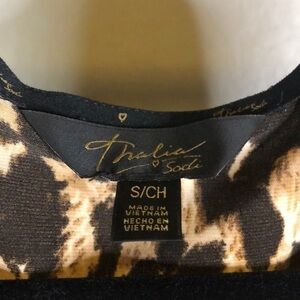 Thalia
Sodi
S/CH
MADE IN
VIETNAM
HECHO EN
VIETNAM